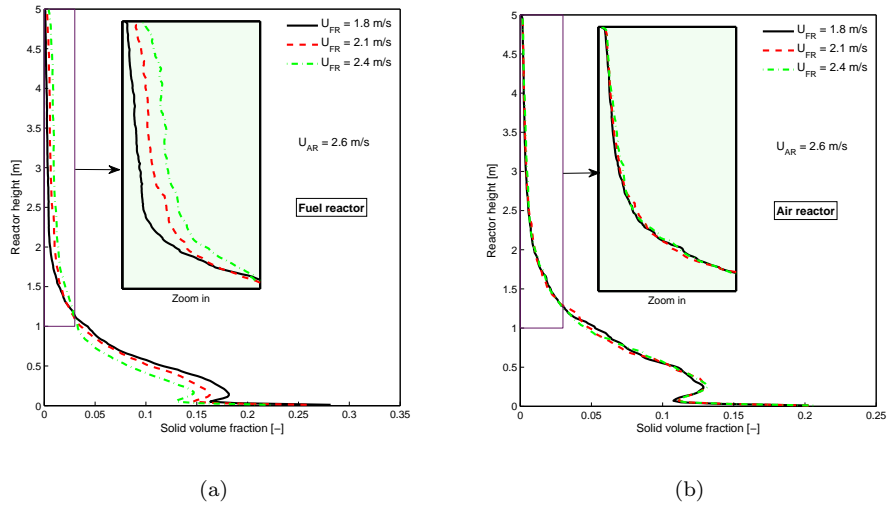 5
4.5
4
3.5
3
2.5
2
1.5
1
0.5
0
Reactor height [m]
0
0.05
0.1
0.15
0.2
0.25
0.3
0.35
Solid volume fraction [−]
U_FR = 1.8 m/s
U_FR = 2.1 m/s
U_FR = 2.4 m/s
U_AR = 2.6 m/s
Fuel reactor
Zoom in
(a)
5
4.5
4
3.5
3
2.5
2
1.5
1
0.5
0
Reactor height [m]
0
0.05
0.1
0.15
0.2
0.25
Solid volume fraction [−]
U_FR = 1.8 m/s
U_FR = 2.1 m/s
U_FR = 2.4 m/s
U_AR = 2.6 m/s
Air reactor
Zoom in
(b)